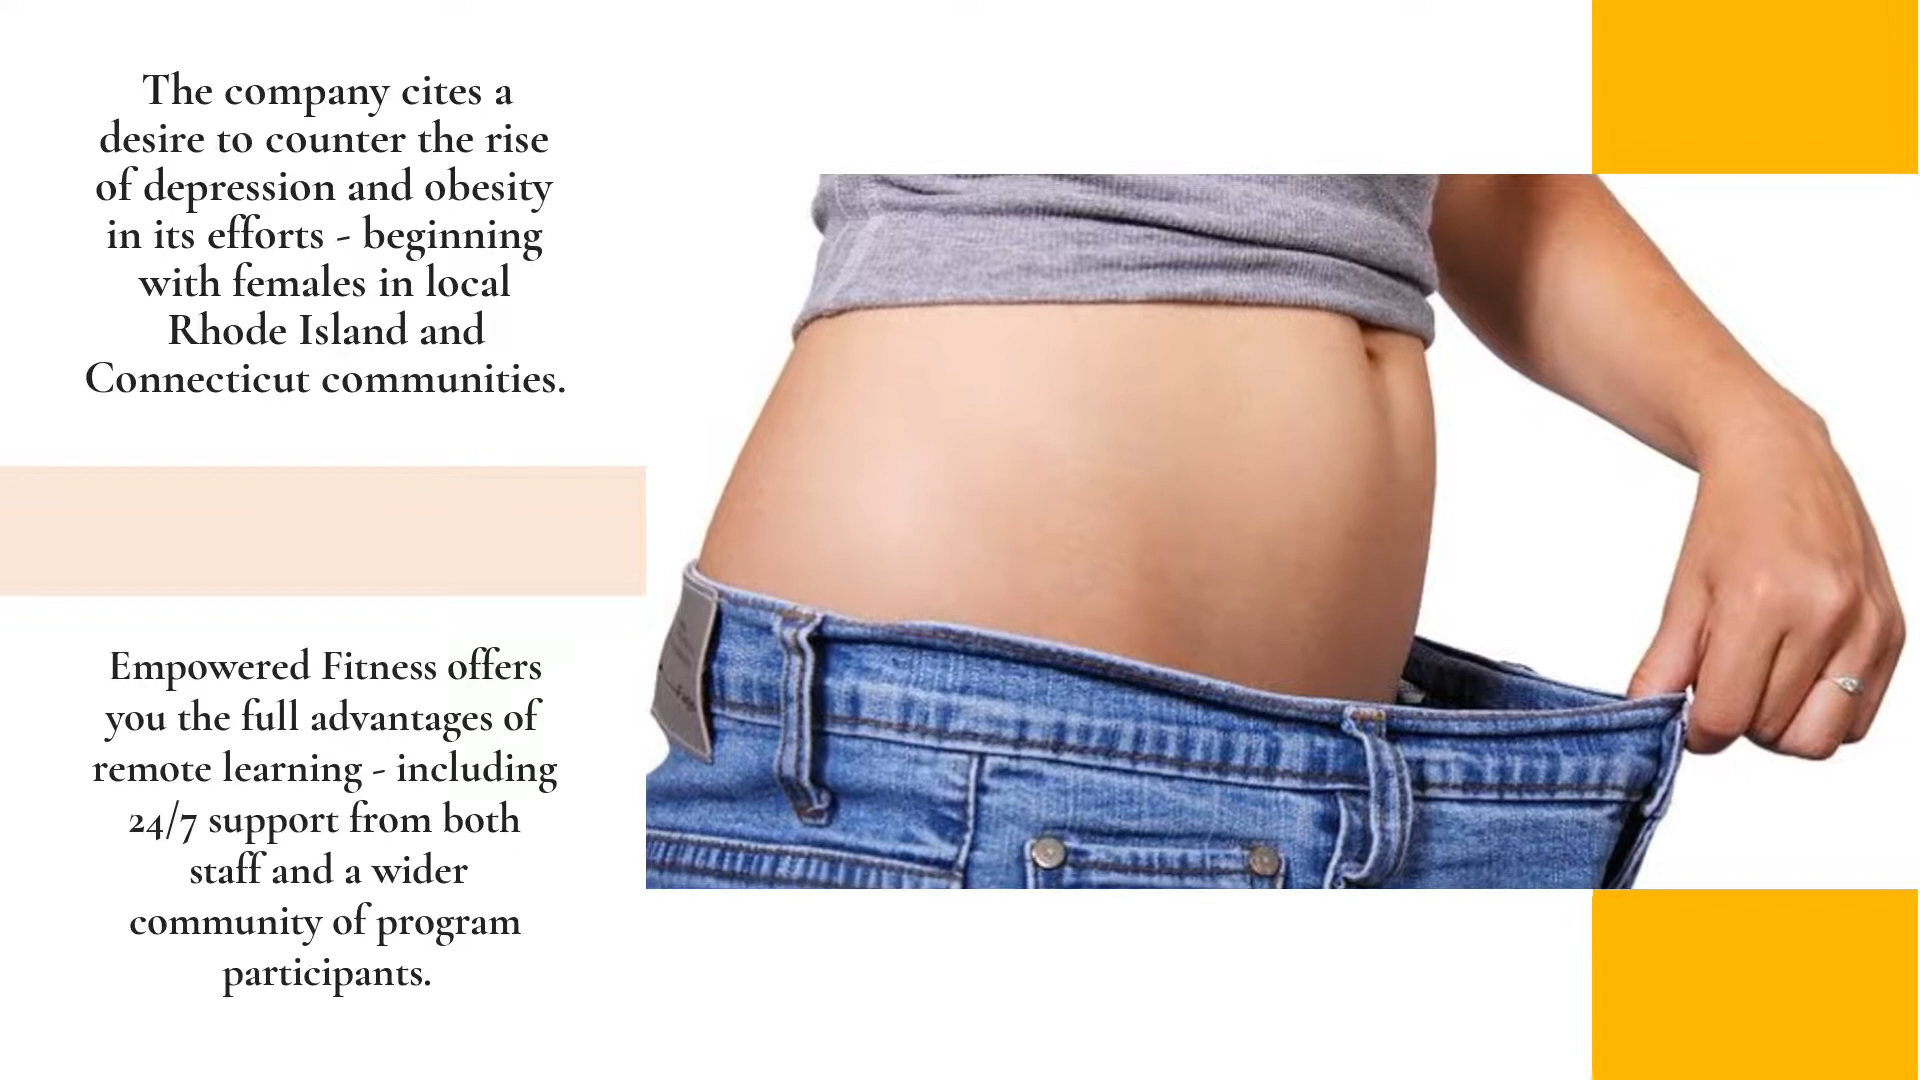 The company cites a
desire to counter the rise
of depression and obesity
in its efforts - beginning
with females in local
Rhode Island and
Connecticut communities.
Empowered Fitness offers
you the full advantages of
remote learning - including
24/7 support from both
staff and a wider
community of program
participants.